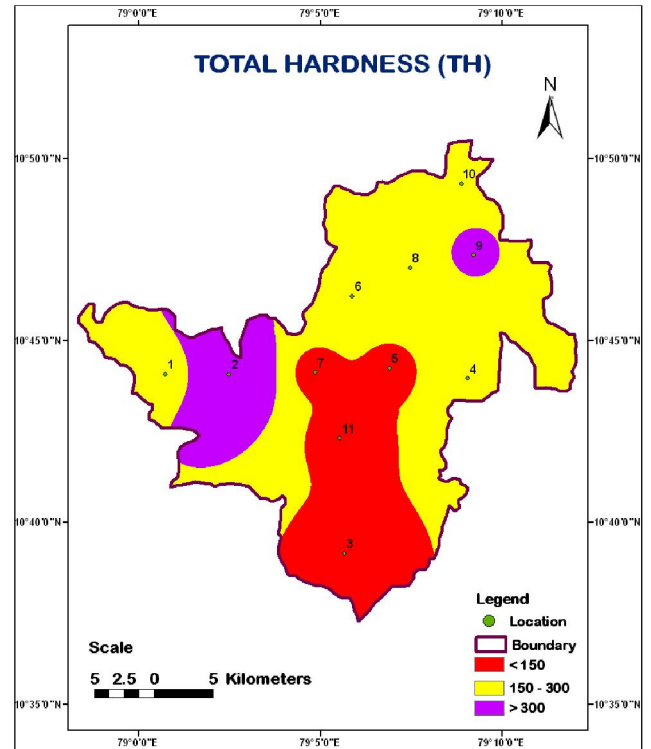 79°0'0"E 79°5'0"E 79°10'0"E
TOTAL HARDNESS (TH)
N
10°50'0"N 10°50'0"N
10
9
8
6
10°45'0"N 10°45'0"N
1 2 7 5 4
11
10°40'0"N 10°40'0"N
3
Legend
Location
Boundary
< 150
150 - 300
> 300
Scale
5 2.5 0 5 Kilometers
10°35'0"N 10°35'0"N
79°0'0"E 79°5'0"E 79°10'0"E